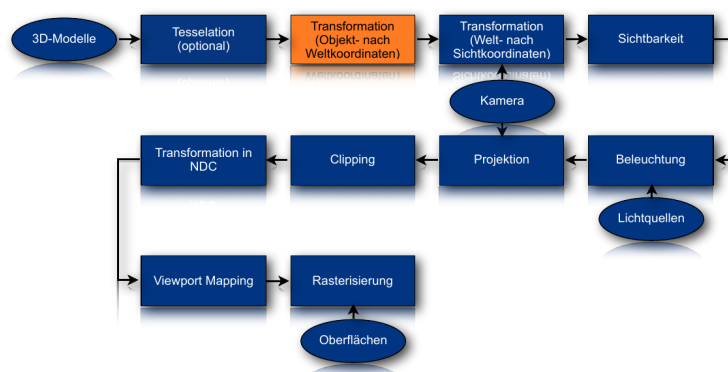 3D-Modelle
Tesselation
(optional)
Transformation
(Objekt- nach
Weltkoordinaten)
Transformation
(Welt- nach
Sichtkoordinaten)
Sichtbarkeit
Kamera
Transformation in
NDC
Clipping
Projektion
Beleuchtung
Lichtquellen
Viewport Mapping
Rasterisierung
Oberflächen